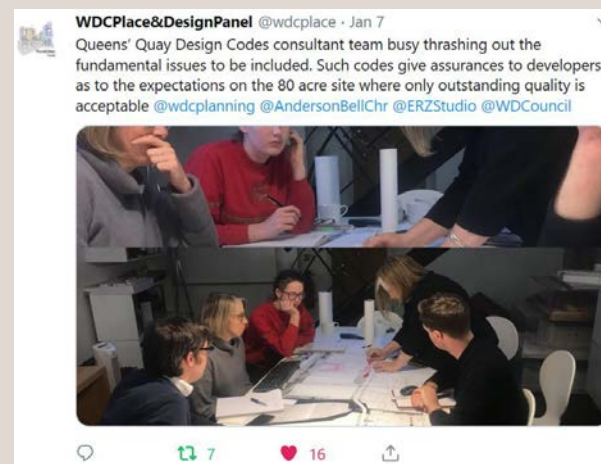 WDCPlace&DesignPanel @wdcplace · Jan 7
Queens' Quay Design Codes consultant team busy thrashing out the
fundamental issues to be included. Such codes give assurances to developers
as to the expectations on the 80 acre site where only outstanding quality is
acceptable @wdcplanning @AndersonBellChr @ERZStudio @WDCouncil
7 16